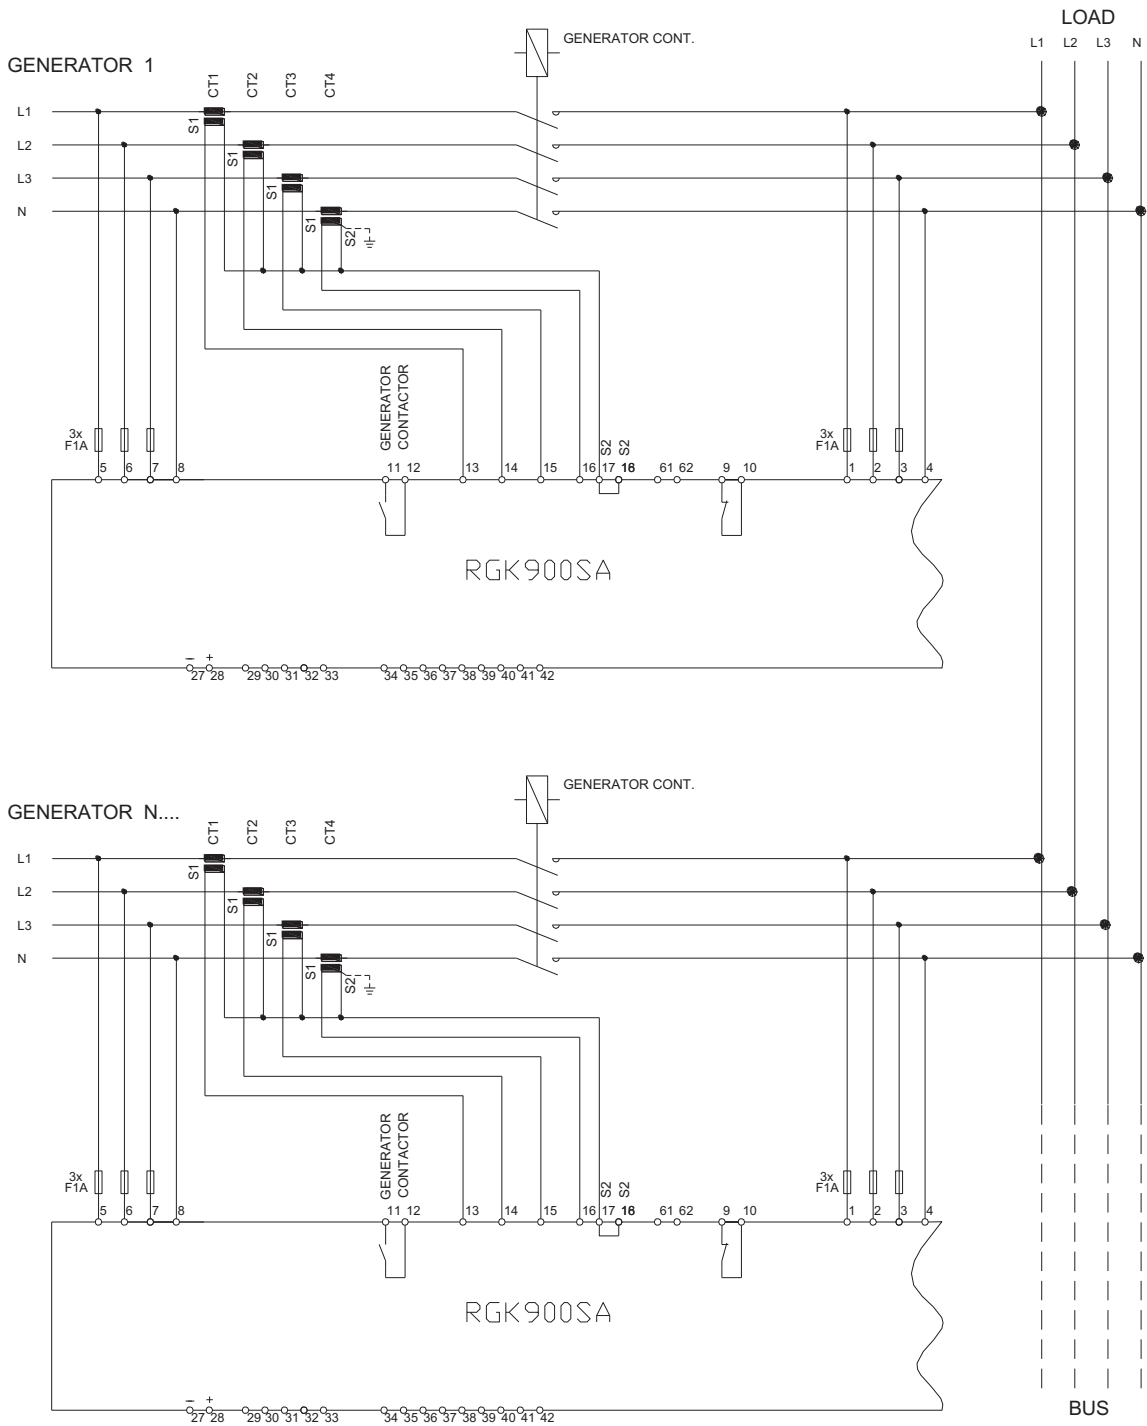 LOAD
GENERATOR CONT.
L1 L2 L3 N
GENERATOR 1
CT1 CT2 CT3 CT4
L1
S1
L2
S1
L3
S1
N
S1
S2
GENERATOR
CONTACTOR
S2 S2
3x
F1A
3x
F1A
5 6 7 8 11 12 13 14 15 16 17 18 61 62 9 10 1 2 3 4
RGK900SA
– +
27 28 29 30 31 32 33 34 35 36 37 38 39 40 41 42
GENERATOR CONT.
GENERATOR N....
CT1 CT2 CT3 CT4
L1
S1
L2
S1
L3
S1
N
S1
S2
GENERATOR
CONTACTOR
S2 S2
3x
F1A
3x
F1A
5 6 7 8 11 12 13 14 15 16 17 18 61 62 9 10 1 2 3 4
RGK900SA
– +
27 28 29 30 31 32 33 34 35 36 37 38 39 40 41 42
BUS